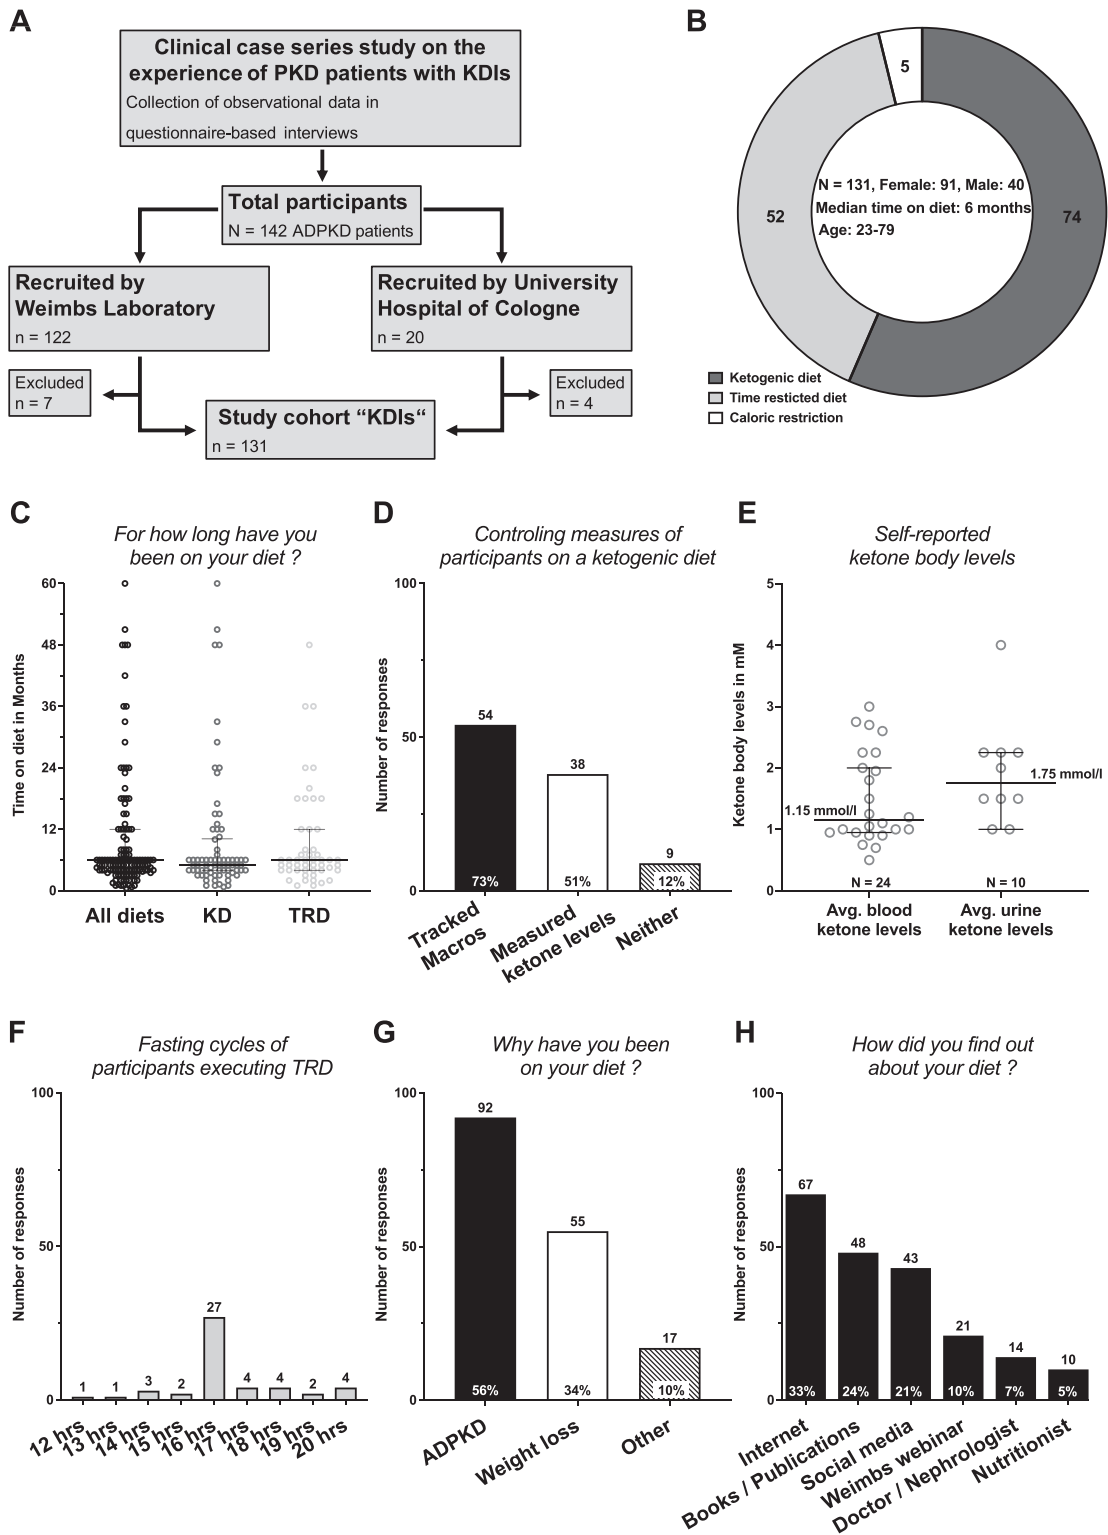 A
Clinical case series study on the
experience of PKD patients with KDIs
Collection of observational data in
questionnaire-based interviews
Total participants
N = 142 ADPKD patients
Recruited by
Weimbs Laboratory
n = 122
Recruited by University
Hospital of Cologne
n = 20
Excluded
n = 7
Excluded
n = 4
Study cohort “KDIs“
n = 131
B
5
52
74
N = 131, Female: 91, Male: 40
Median time on diet: 6 months
Age: 23-79
Ketogenic diet
Time resticted diet
Caloric restriction
C
For how long have you
been on your diet ?
Time on diet in Months
60
48
36
24
12
0
All diets
KD
TRD
D
Controling measures of
participants on a ketogenic diet
Number of responses
100
50
0
54
38
9
73%
51%
12%
Tracked
Macros
Measured
ketone levels
Neither
E
Self-reported
ketone body levels
Ketone body levels in mM
5
4
3
2
1
0
1.15 mmol/l
1.75 mmol/l
N = 24
N = 10
Avg. blood
ketone levels
Avg. urine
ketone levels
F
Fasting cycles of
participants executing TRD
Number of responses
100
50
0
1
1
3
2
27
4
4
2
4
12 hrs
13 hrs
14 hrs
15 hrs
16 hrs
17 hrs
18 hrs
19 hrs
20 hrs
G
Why have you been
on your diet ?
Number of responses
100
50
0
92
55
17
56%
34%
10%
ADPKD
Weight loss
Other
H
How did you find out
about your diet ?
Number of responses
100
50
0
67
48
43
21
14
10
33%
24%
21%
10%
7%
5%
Internet
Books / Publications
Social media
Weimbs webinar
Doctor / Nephrologist
Nutritionist